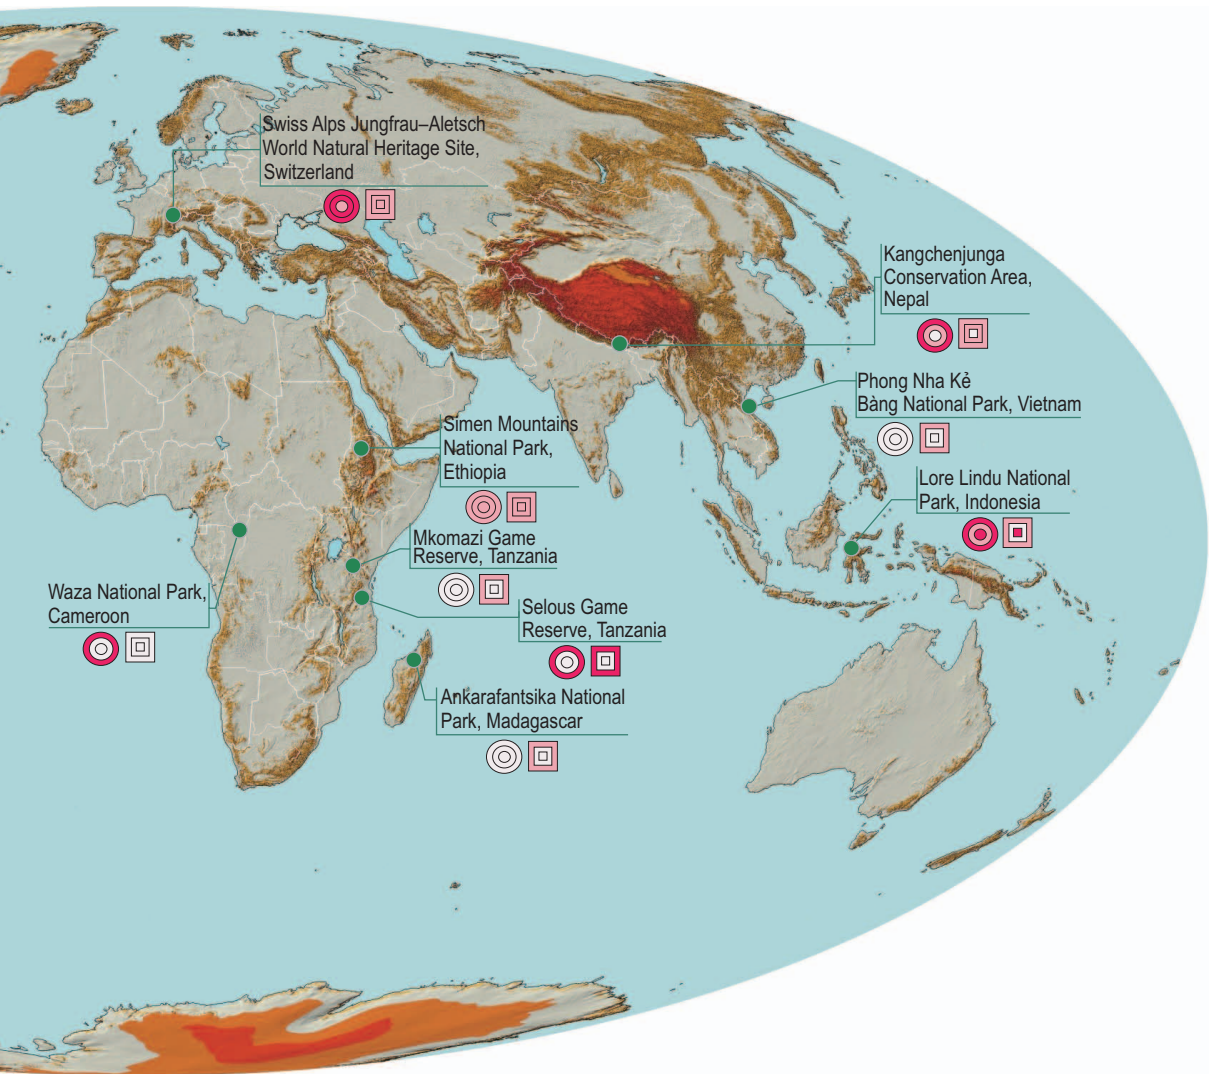 Swiss Alps Jungfrau–Aletsch
World Natural Heritage Site,
Switzerland
Kangchenjunga
Conservation Area,
Nepal
Phong Nha Kẻ
Bàng National Park, Vietnam
Simen Mountains
National Park,
Ethiopia
Lore Lindu National
Park, Indonesia
Mkomazi Game
Reserve, Tanzania
Waza National Park,
Cameroon
Selous Game
Reserve, Tanzania
Ankarafantsika National
Park, Madagascar